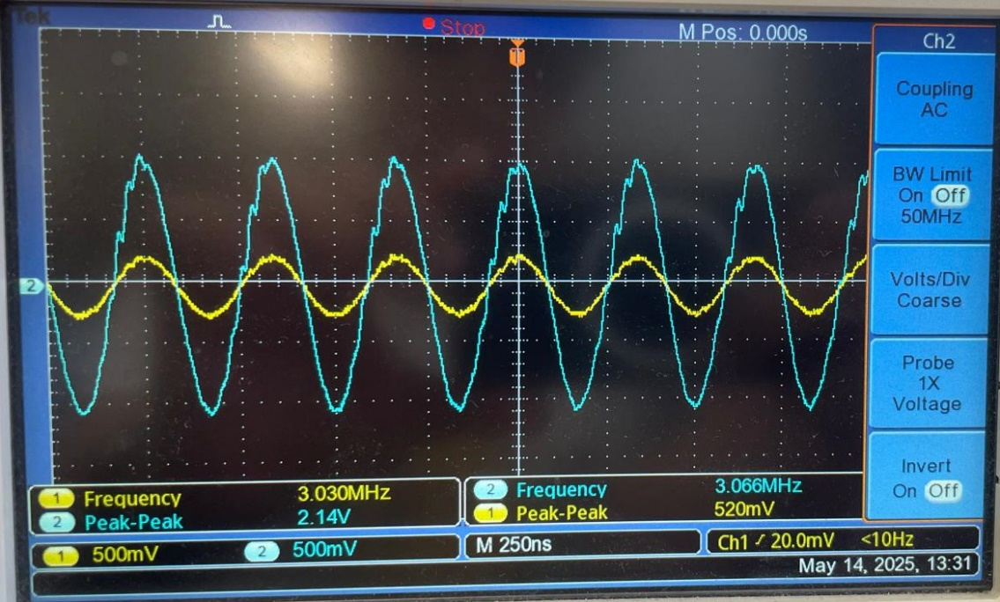 Tek
Stop
M Pos: 0.000s
T
2
Ch2
Coupling
AC
BW Limit
On Off
50MHz
Volts/Div
Coarse
Probe
1X
Voltage
Invert
On Off
1 Frequency 3.030MHz
2 Peak-Peak 2.14V
2 Frequency 3.066MHz
1 Peak-Peak 520mV
1 500mV 2 500mV
M 250ns
Ch1 20.0mV <10Hz
May 14, 2025, 13:31